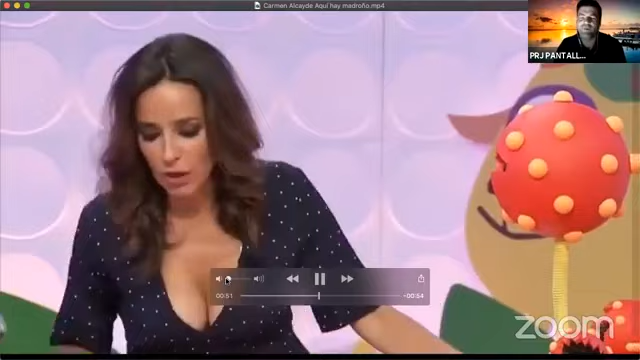 Carmen Alcayde Aquí hay madroño.mp4
PRJ PANTALL...
00:51
-00:54
zoom